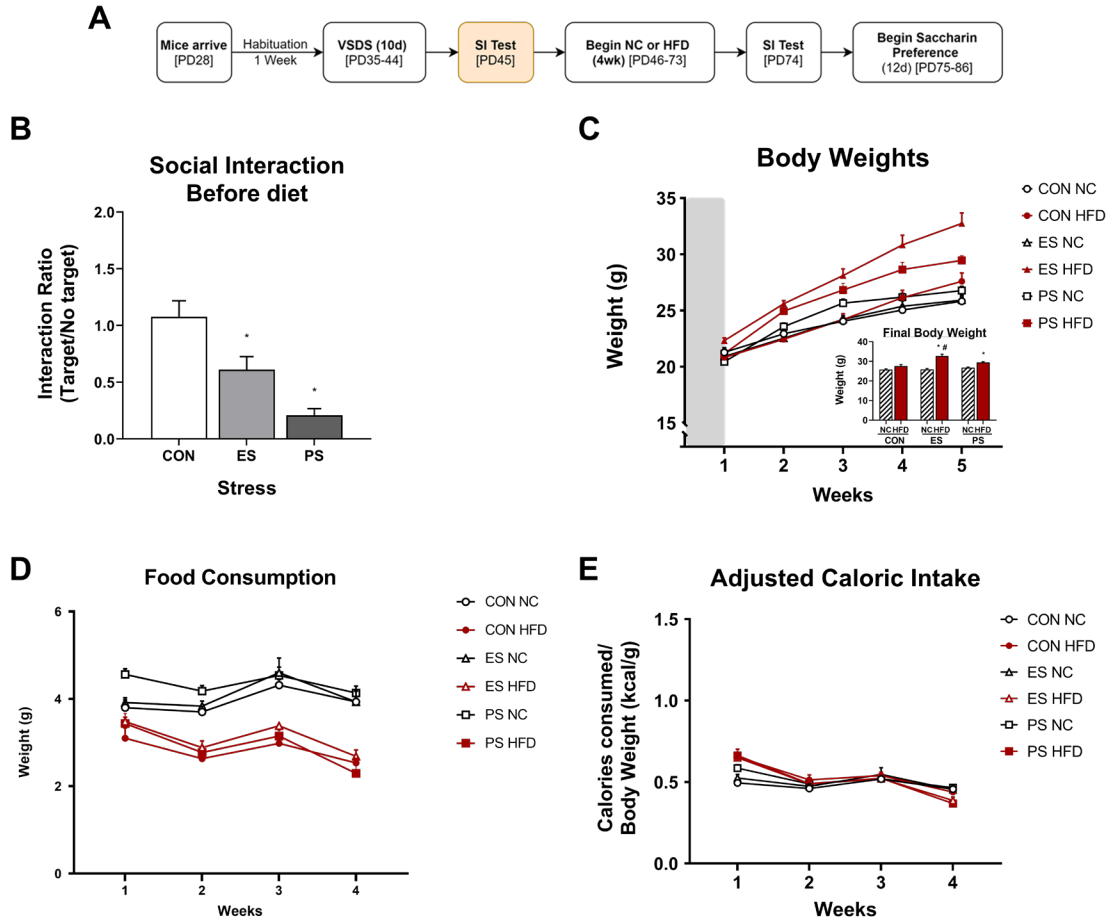 A
Mice arrive
[PD28]
Habituation
1 Week
VSDS (10d)
[PD35-44]
SI Test
[PD45]
Begin NC or HFD
(4wk) [PD46-73]
SI Test
[PD74]
Begin Saccharin
Preference
(12d) [PD75-86]
B
Social Interaction
Before diet
Interaction Ratio
(Target/No target)
2.0
1.5
1.0
0.5
0.0
*
*
CON
ES
PS
Stress
C
Body Weights
Weight (g)
35
30
25
20
15
1
2
3
4
5
Weeks
CON NC
CON HFD
ES NC
ES HFD
PS NC
PS HFD
Final Body Weight
Weight (g)
40
30
20
10
0
* #
*
NC HFD
NC HFD
NC HFD
CON
ES
PS
D
Food Consumption
Weight (g)
6
4
2
0
1
2
3
4
Weeks
CON NC
CON HFD
ES NC
ES HFD
PS NC
PS HFD
E
Adjusted Caloric Intake
Calories consumed/
Body Weight (kcal/g)
1.5
1.0
0.5
0.0
1
2
3
4
Weeks
CON NC
CON HFD
ES NC
ES HFD
PS NC
PS HFD